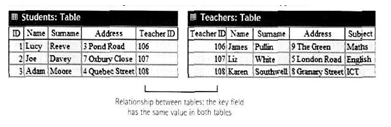 Students: Table
ID Name Surname Address Teacher ID
1 Lucy Reeve 3 Pond Road 106
2 Joe Davey 7 Oxbury Close 107
3 Adam Moore 4 Quebec Street 108
Teachers: Table
Teacher ID Name Surname Address Subject
106 James Pullin 9 The Green Maths
107 Liz White 5 London Road English
108 Karen Southwell 8 Granary Street ICT
Relationship between tables: the key field
has the same value in both tables